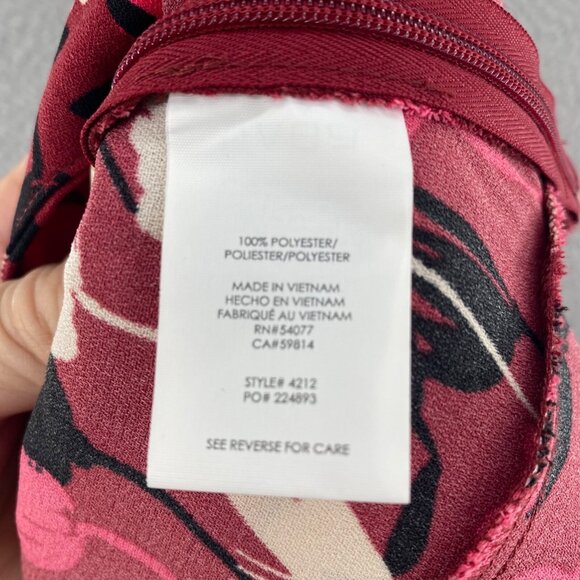 100% POLYESTER/
POLIESTER/POLYESTER
MADE IN VIETNAM
HECHO EN VIETNAM
FABRIQUÉ AU VIETNAM
RN#54077
CA#59814
STYLE# 4212
PO# 224893
SEE REVERSE FOR CARE